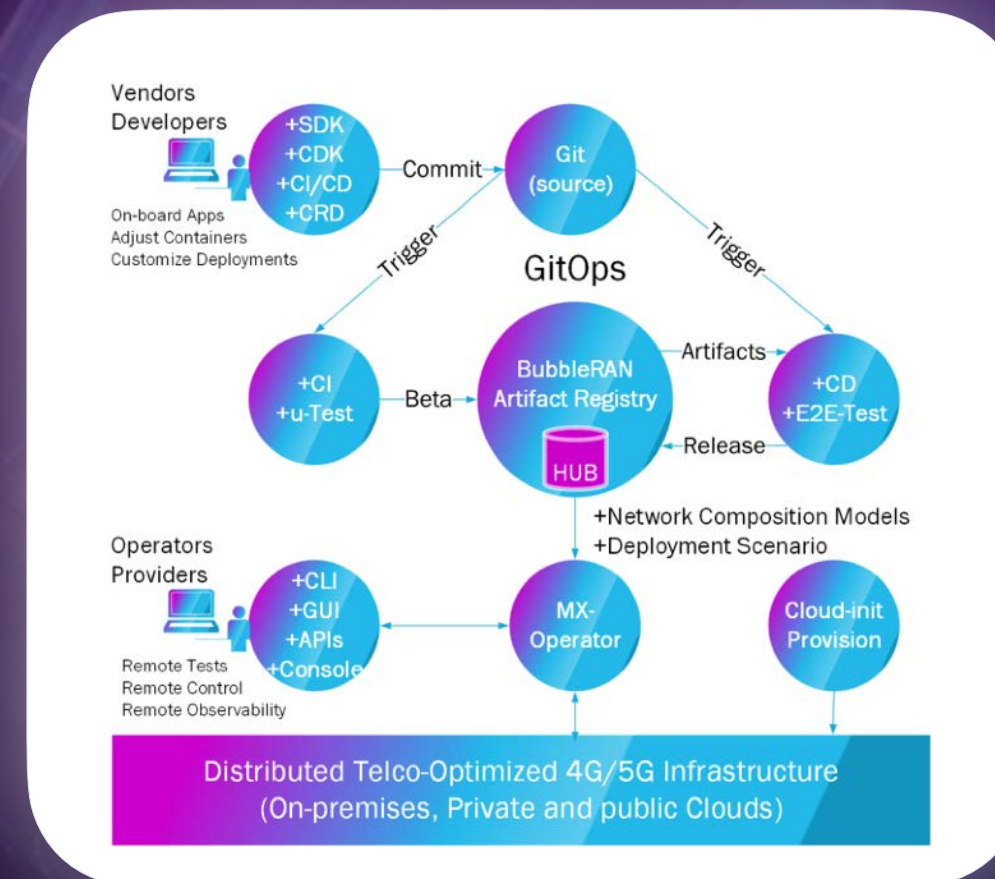 Vendors
Developers
+SDK
+CDK
+CI/CD
+CRD
Commit
Git
(source)
On-board Apps
Adjust Containers
Customize Deployments
Trigger
Trigger
GitOps
+CI
+u-Test
Beta
BubbleRAN
Artifact Registry
HUB
Artifacts
Release
+CD
+E2E-Test
+Network Composition Models
+Deployment Scenario
Operators
Providers
+CLI
+GUI
+APIs
+Console
MX-
Operator
Cloud-init
Provision
Remote Tests
Remote Control
Remote Observability
Distributed Telco-Optimized 4G/5G Infrastructure
(On-premises, Private and public Clouds)